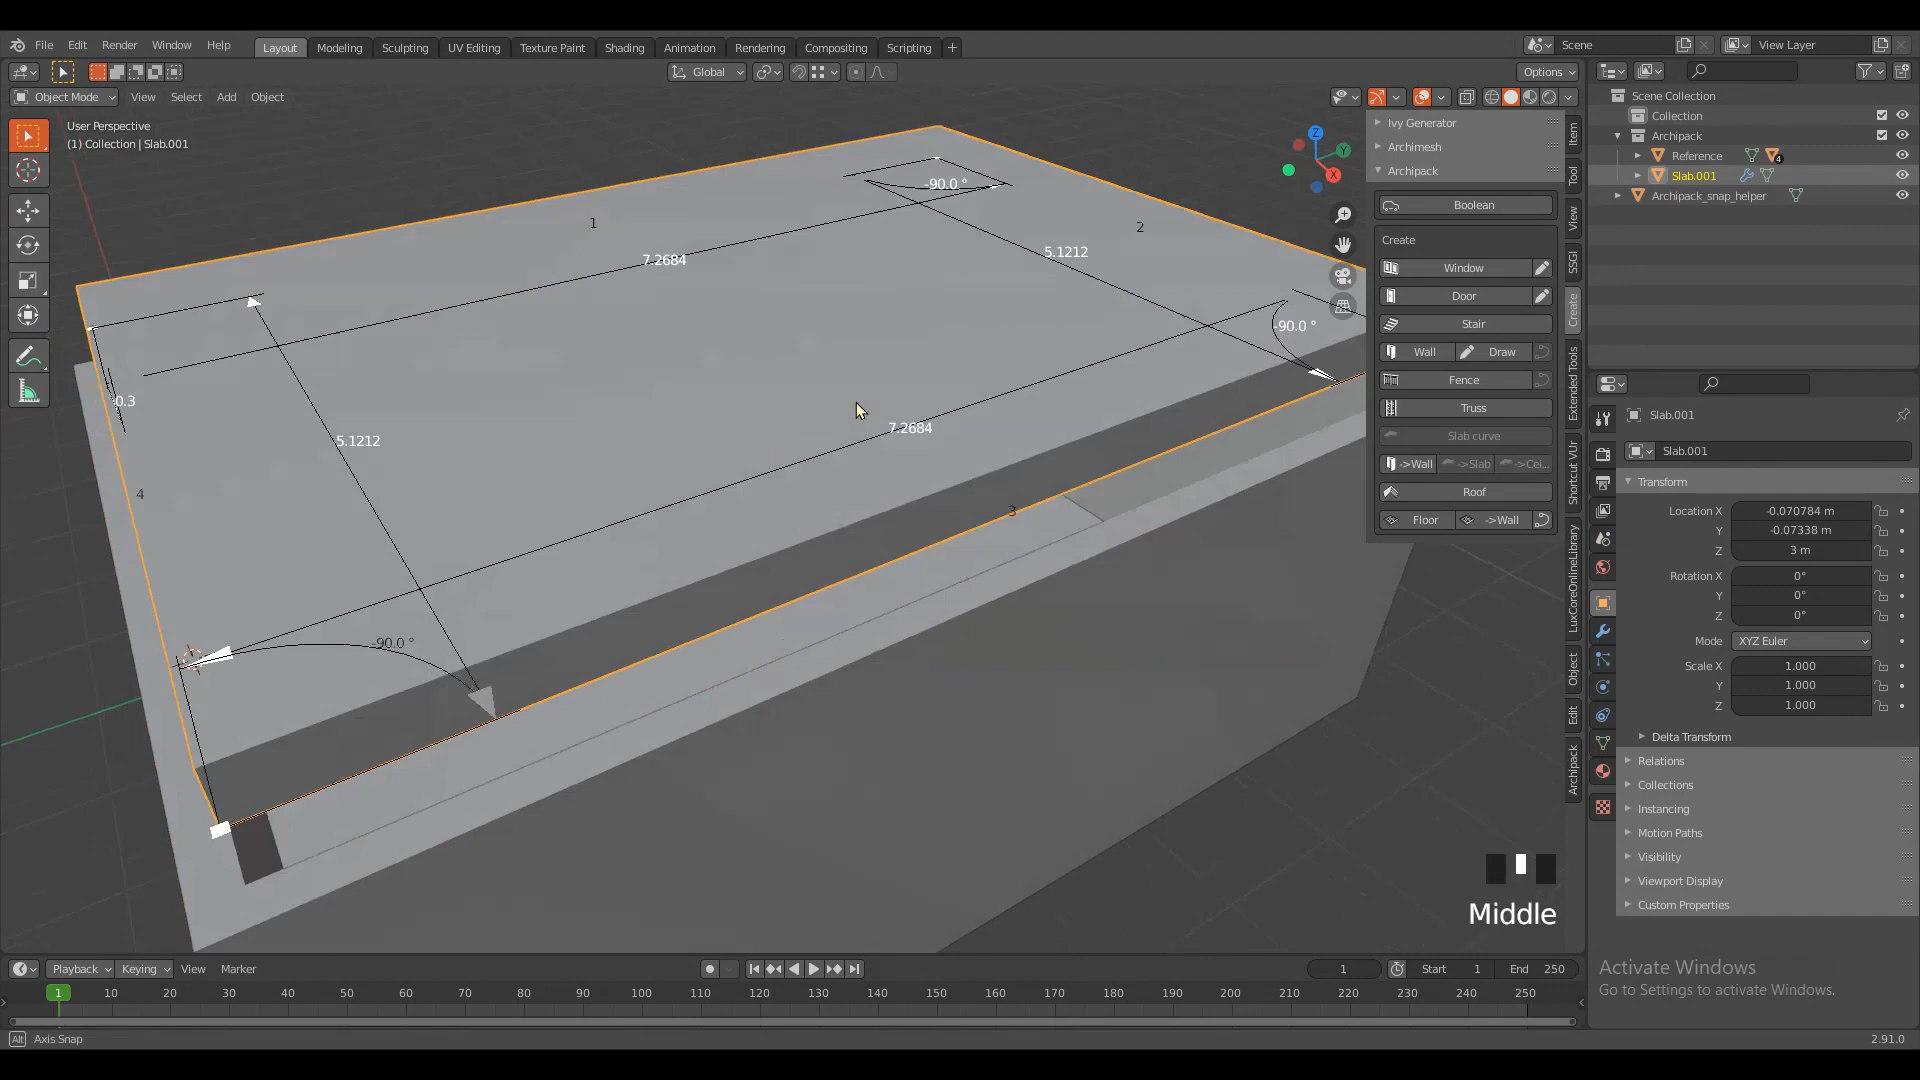 File Edit Render Window Help Layout Modeling Sculpting UV Editing Texture Paint Shading Animation Rendering Compositing Scripting + Scene View Layer
Global Options
Object Mode View Select Add Object
User Perspective
(1) Collection | Slab.001
1
2
3
4
-90.0 °
7.2684
5.1212
-90.0 °
0.3
5.1212
7.2684
-90.0 °
Z
Y
X
Ivy Generator
Archimesh
Archipack
Boolean
Create
Window
Door
Stair
Wall Draw
Fence
Truss
Slab curve
->Wall ->Slab ->Cei...
Roof
Floor ->Wall
Item
Tool
View
SSGI
Create
Extended Tools
Shortcut VUr
LuxCoreOnlineLibrary
Object
Edit
Archipack
Scene Collection
Collection
Archipack
Reference 4
Slab.001
Archipack_snap_helper
Slab.001
Slab.001
Transform
Location X -0.070784 m
Y -0.07338 m
Z 3 m
Rotation X 0°
Y 0°
Z 0°
Mode XYZ Euler
Scale X 1.000
Y 1.000
Z 1.000
Delta Transform
Relations
Collections
Instancing
Motion Paths
Visibility
Viewport Display
Custom Properties
Middle
Activate Windows
Go to Settings to activate Windows.
Playback Keying View Marker 1 Start 1 End 250
1 10 20 30 40 50 60 70 80 90 100 110 120 130 140 150 160 170 180 190 200 210 220 230 240 250
Alt Axis Snap 2.91.0